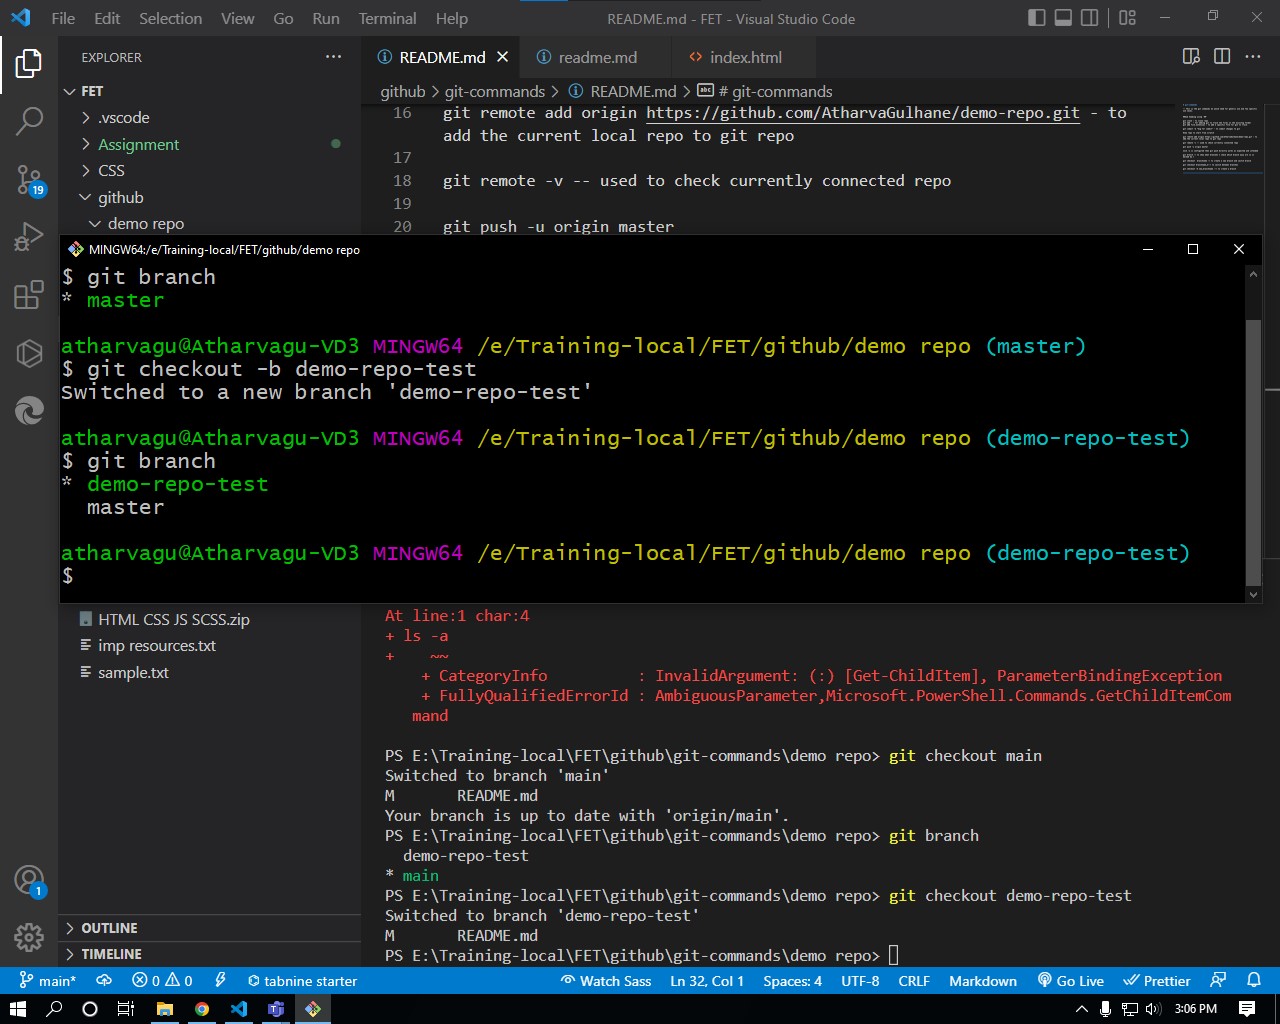 File Edit Selection View Go Run Terminal Help README.md - FET - Visual Studio Code
EXPLORER
README.md readme.md index.html
github > git-commands > README.md > # git-commands
FET
.vscode
Assignment
CSS
github
demo repo
16 git remote add origin https://github.com/AtharvaGulhane/demo-repo.git - to
add the current local repo to git repo
17
18 git remote -v -- used to check currently connected repo
19
20 git push -u origin master
19
MINGW64:/e/Training-local/FET/github/demo repo
$ git branch
* master
atharvagu@Atharvagu-VD3 MINGW64 /e/Training-local/FET/github/demo repo (master)
$ git checkout -b demo-repo-test
Switched to a new branch 'demo-repo-test'
atharvagu@Atharvagu-VD3 MINGW64 /e/Training-local/FET/github/demo repo (demo-repo-test)
$ git branch
* demo-repo-test
master
atharvagu@Atharvagu-VD3 MINGW64 /e/Training-local/FET/github/demo repo (demo-repo-test)
$
HTML CSS JS SCSS.zip
imp resources.txt
sample.txt
At line:1 char:4
+ ls -a
+ ~~
+ CategoryInfo : InvalidArgument: (:) [Get-ChildItem], ParameterBindingException
+ FullyQualifiedErrorId : AmbiguousParameter,Microsoft.PowerShell.Commands.GetChildItemCom
mand
PS E:\Training-local\FET\github\git-commands\demo repo> git checkout main
Switched to branch 'main'
M README.md
Your branch is up to date with 'origin/main'.
PS E:\Training-local\FET\github\git-commands\demo repo> git branch
demo-repo-test
* main
PS E:\Training-local\FET\github\git-commands\demo repo> git checkout demo-repo-test
Switched to branch 'demo-repo-test'
M README.md
PS E:\Training-local\FET\github\git-commands\demo repo>
1
OUTLINE
TIMELINE
main* 0 0 tabnine starter Watch Sass Ln 32, Col 1 Spaces: 4 UTF-8 CRLF Markdown Go Live Prettier
3:06 PM